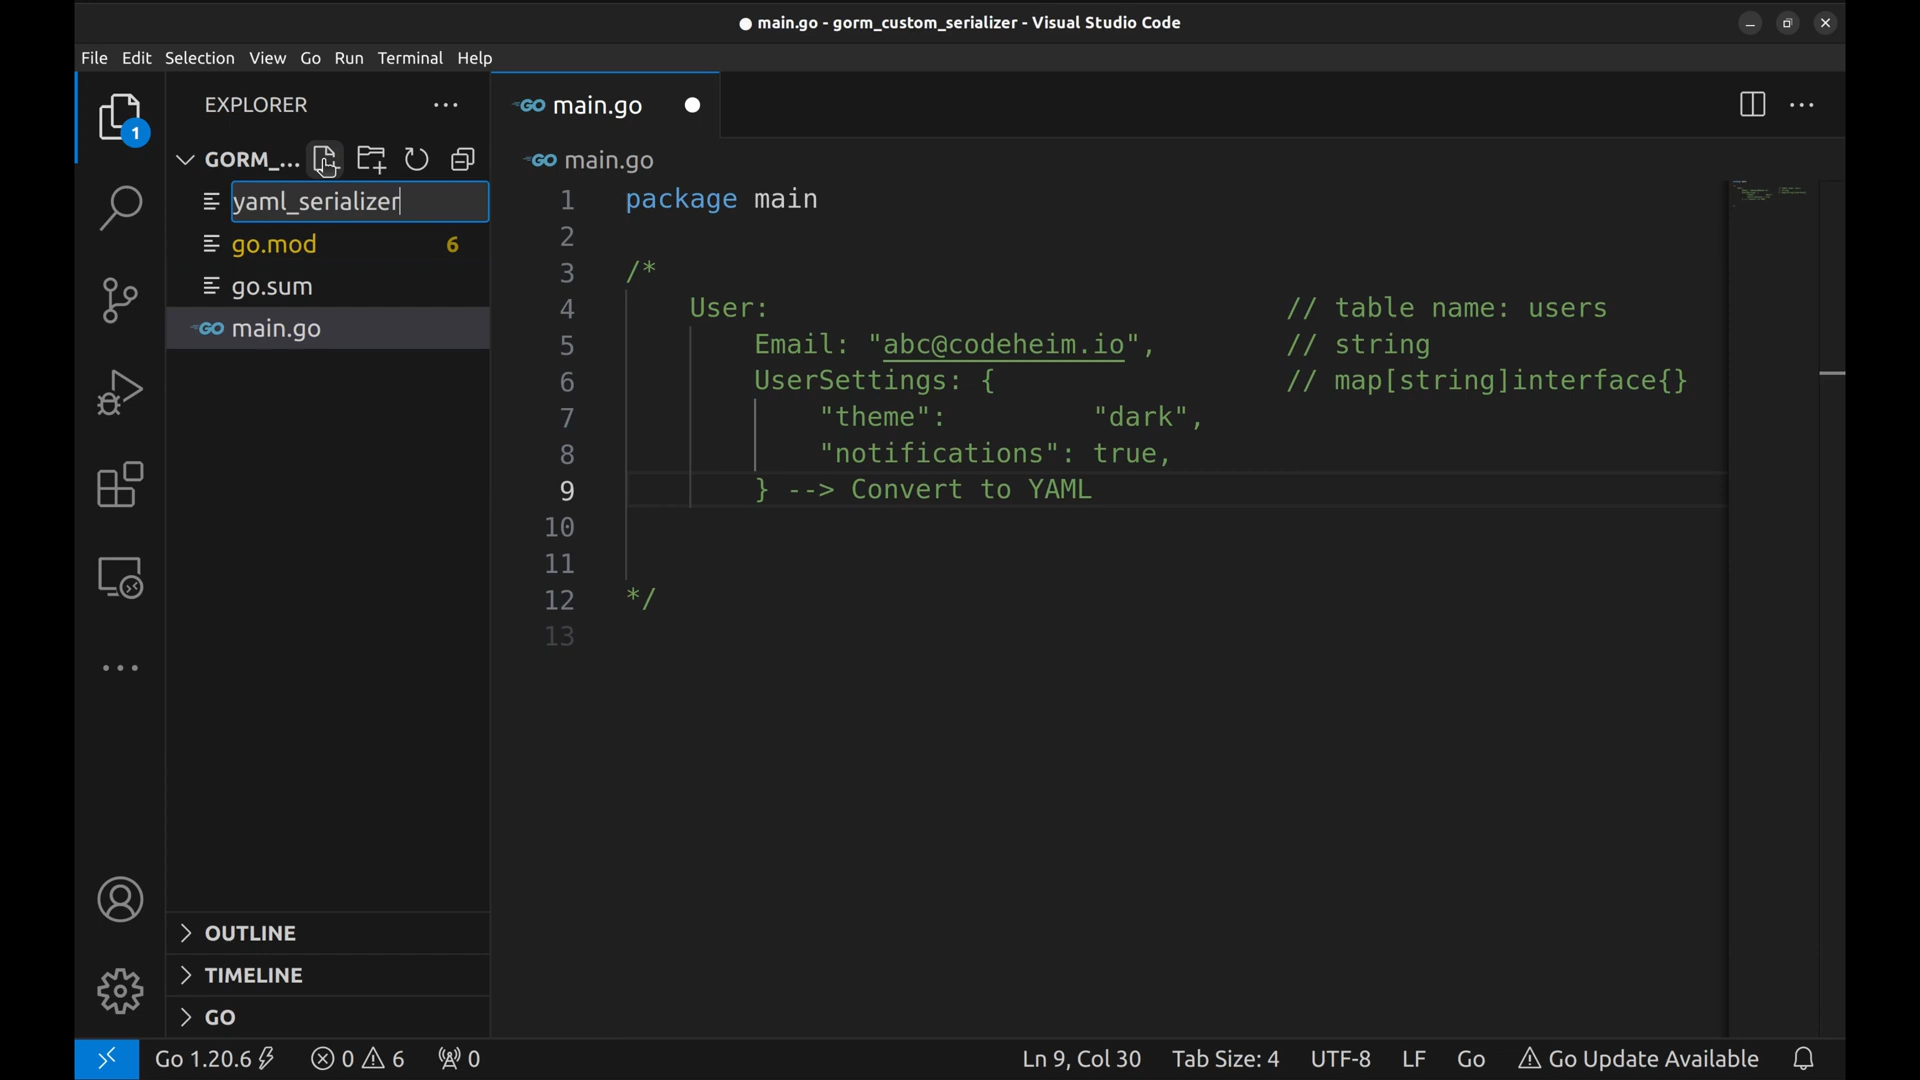 ● main.go - gorm_custom_serializer - Visual Studio Code
File Edit Selection View Go Run Terminal Help
EXPLORER
GORM_...
yaml_serializer
go.mod 6
go.sum
GO main.go
OUTLINE
TIMELINE
GO
1
GO main.go ●
GO main.go
1 package main
2
3 /*
4 User: // table name: users
5 Email: "abc@codeheim.io", // string
6 UserSettings: { // map[string]interface{}
7 "theme": "dark",
8 "notifications": true,
9 } --> Convert to YAML
10
11
12 */
13
Go 1.20.6 0 6 0 Ln 9, Col 30 Tab Size: 4 UTF-8 LF Go Go Update Available